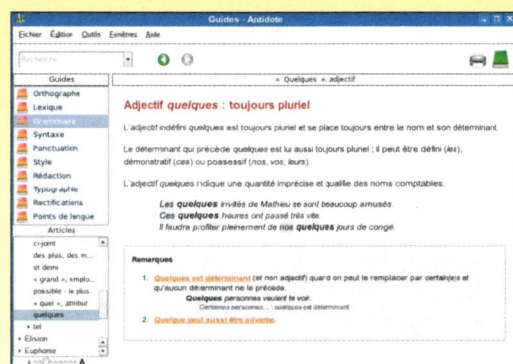 Guides - Antidote
Fichier Édition Outils Fenêtres Aide
Recherche
Guides
« Quelques », adjectif
Orthographe
Lexique
Grammaire
Syntaxe
Ponctuation
Style
Rédaction
Typographie
Rectifications
Points de langue
Articles
ci-joint
des plus, des m...
et demi
« grand », emplo...
possible - le plus
« quel », attribut
quelques
tel
Élision
Euphonie
Adjectif quelques : toujours pluriel
L'adjectif indéfini quelques est toujours pluriel et se place toujours entre le nom et son déterminant.
Le déterminant qui précède quelques est lui aussi toujours pluriel ; il peut être défini (les),
démonstratif (ces) ou possessif (nos, vos, leurs).
L'adjectif quelques indique une quantité imprécise et qualifie des noms comptables.
Les quelques invités de Mathieu se sont beaucoup amusés.
Ces quelques heures ont passé très vite.
Il faudra profiter pleinement de nos quelques jours de congé.
Remarques
1. Quelques est déterminant (et non adjectif) quand on peut le remplacer par certain(e)s et
qu'aucun déterminant ne le précède.
Quelques personnes veulent te voir.
Certaines personnes... : quelques est déterminant.
2. Quelque peut aussi être adverbe.
A